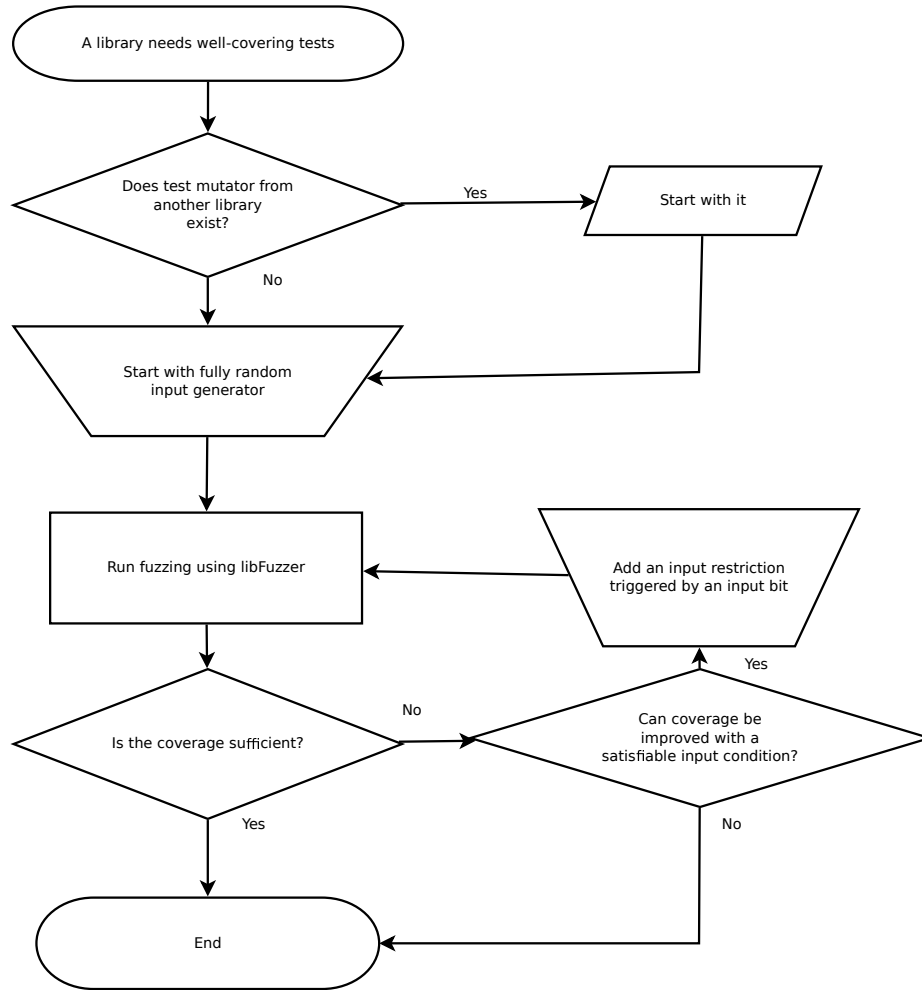 A library needs well-covering tests
Does test mutator from
another library
exist?
Yes
Start with it
No
Start with fully random
input generator
Run fuzzing using libFuzzer
Add an input restriction
triggered by an input bit
Yes
Is the coverage sufficient?
No
Can coverage be
improved with a
satisfiable input condition?
Yes
No
End